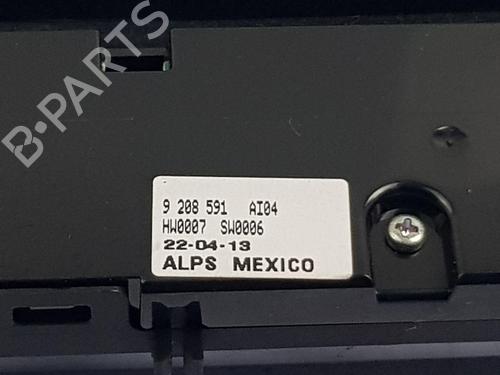 B-PARTS
9 208 591 AI04
HW0007 SW0006
22-04-13
ALPS MEXICO